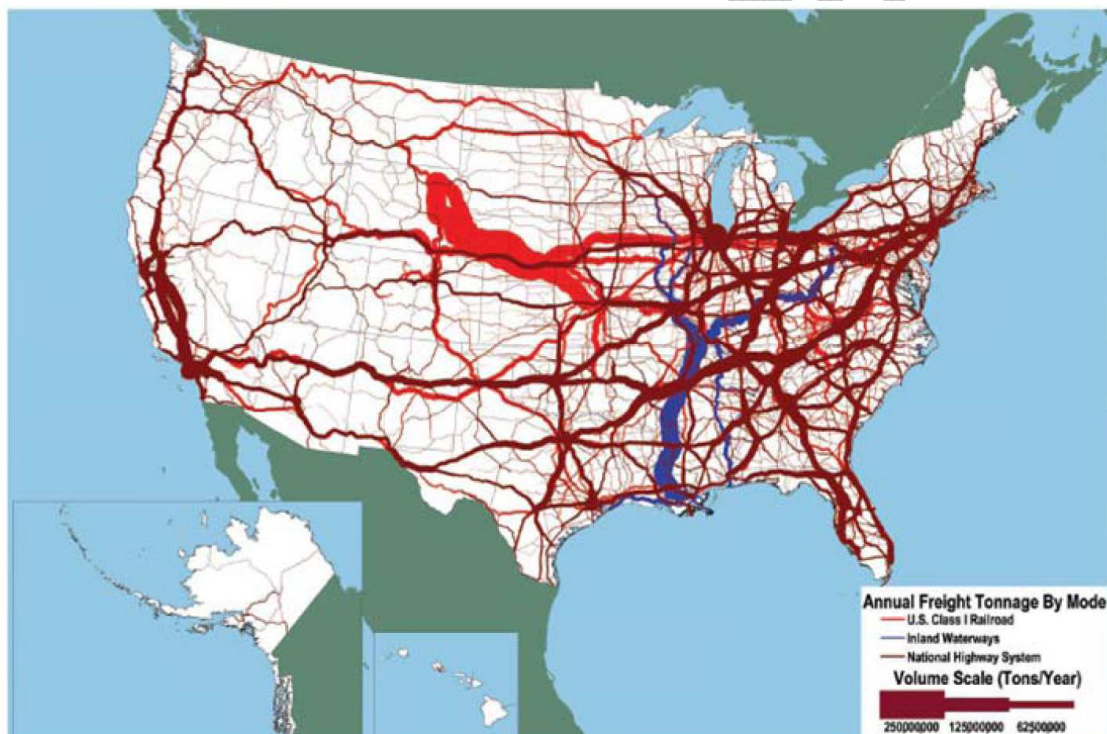 Annual Freight Tonnage By Mode
U.S. Class I Railroad
Inland Waterways
National Highway System
Volume Scale (Tons/Year)
250000000 125000000 62500000